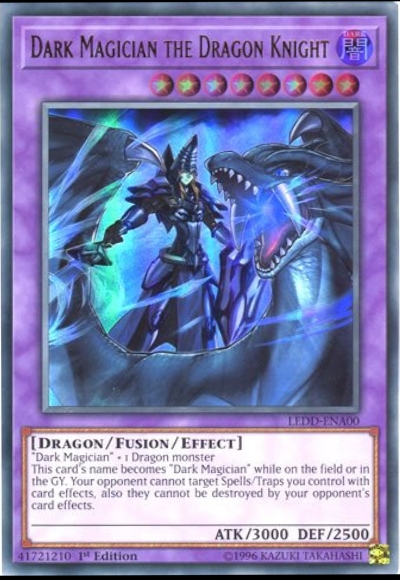 DARK MAGICIAN THE DRAGON KNIGHT
DARK
闇
LEDD-ENA00
[DRAGON/FUSION/EFFECT]
"Dark Magician" + 1 Dragon monster
This card's name becomes "Dark Magician" while on the field or in
the GY. Your opponent cannot target Spells/Traps you control with
card effects, also they cannot be destroyed by your opponent's
card effects.
ATK/3000 DEF/2500
41721210 1st Edition
©1996 KAZUKI TAKAHASHI